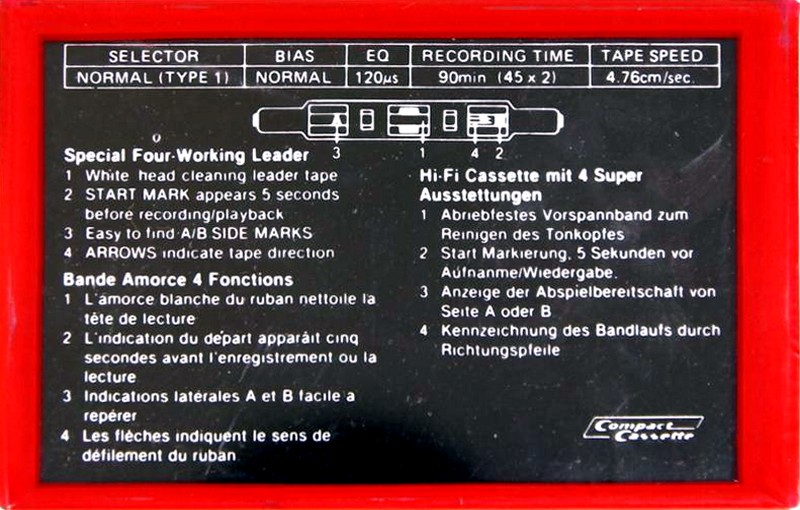 SELECTOR BIAS EQ RECORDING TIME TAPE SPEED
NORMAL (TYPE 1) NORMAL 120µs 90min (45 x 2) 4.76cm/sec.
3 1 4 2
Special Four-Working Leader
1 White head cleaning leader tape
2 START MARK appears 5 seconds
before recording/playback
3 Easy to find A/B SIDE MARKS
4 ARROWS indicate tape direction
Bande Amorce 4 Fonctions
1 L'amorce blanche du ruban nettoile la
tête de lecture
2 L'indication du départ apparâit cinq
secondes avant l'enregistrement ou la
lecture
3 Indications latérales A et B facile a
repérer
4 Les flêches indiquent le sens de
défilement du ruban
Hi-Fi Cassette mit 4 Super
Ausstettungen
1 Abriebfestes Vorspannband zum
Reinigen des Tonkopfes
2 Start Markierung, 5 Sekunden vor
Aufnanme/Wiedergabe.
3 Anzeige der Abspielbereitschaft von
Seite A oder B
4 Kennzeichnung des Bandlaufs durch
Richtungspfeile
Compact
Cassette